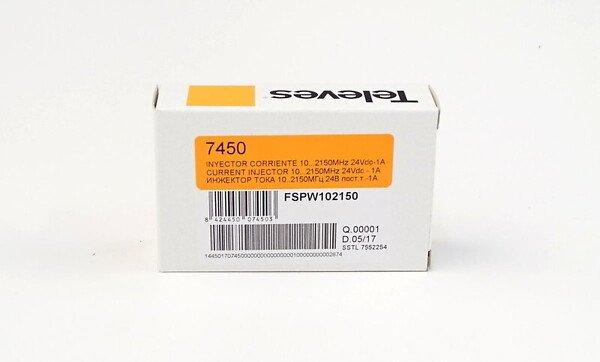 Televes
7450
INYECTOR CORRIENTE 10...2150MHz 24Vdc-1A
CURRENT INJECTOR 10...2150MHz 24Vdc - 1A
ИНЖЕКТОР ТОКА 10..2150МГц 24В пост.т.-1A
FSPW102150
8 424450 074503
Q.00001
D.05/17
SSTL 7552254